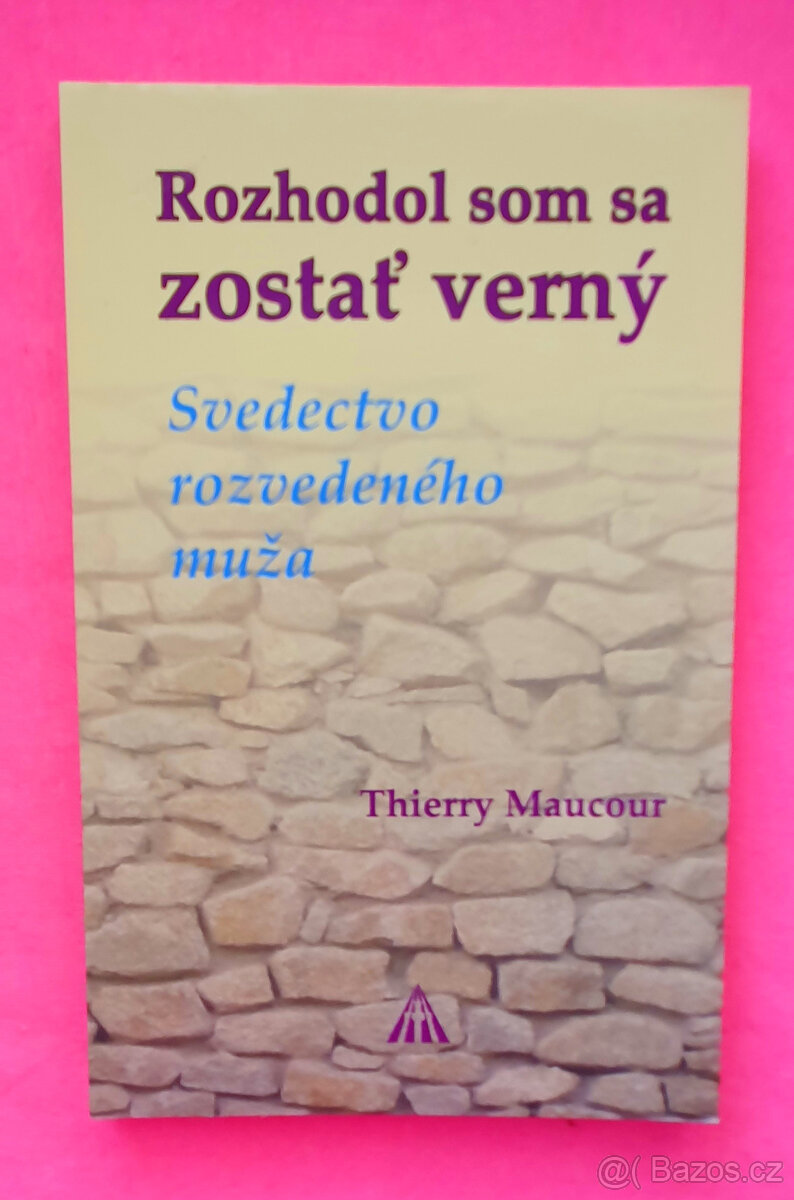 Rozhodol som sa
zostať verný
Svedectvo
rozvedeného
muža
Thierry Maucour
@( Bazos.cz